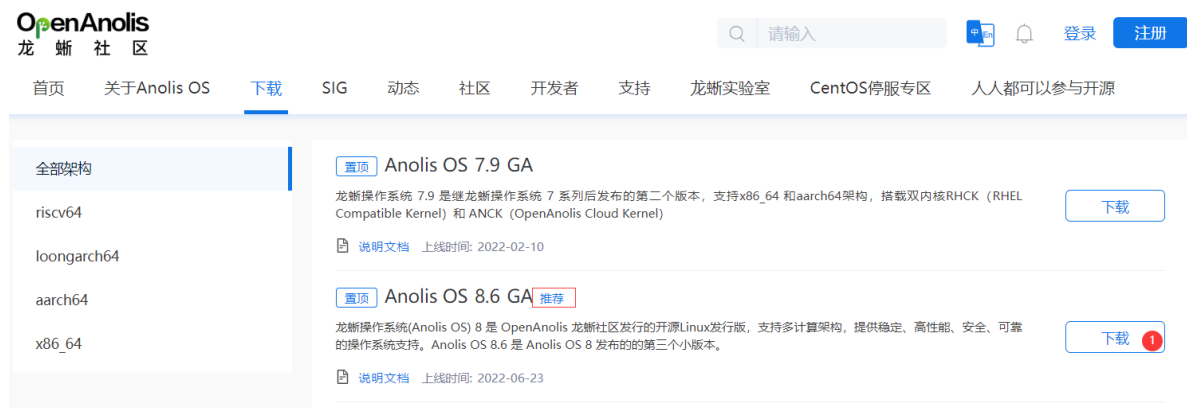 OpenAnolis
龙 蜥 社 区
请输入
中 En
登录
注册
首页 关于Anolis OS 下载 SIG 动态 社区 开发者 支持 龙蜥实验室 CentOS停服专区 人人都可以参与开源
全部架构
riscv64
loongarch64
aarch64
x86_64
置顶 Anolis OS 7.9 GA
龙蜥操作系统 7.9 是继龙蜥操作系统 7 系列后发布的第二个版本，支持x86_64 和aarch64架构，搭载双内核RHCK（RHEL
Compatible Kernel）和 ANCK（OpenAnolis Cloud Kernel）
说明文档 上线时间: 2022-02-10
下载
置顶 Anolis OS 8.6 GA 推荐
龙蜥操作系统(Anolis OS) 8 是 OpenAnolis 龙蜥社区发行的开源Linux发行版，支持多计算架构，提供稳定、高性能、安全、可靠
的操作系统支持。Anolis OS 8.6 是 Anolis OS 8 发布的的第三个小版本。
说明文档 上线时间: 2022-06-23
下载 1